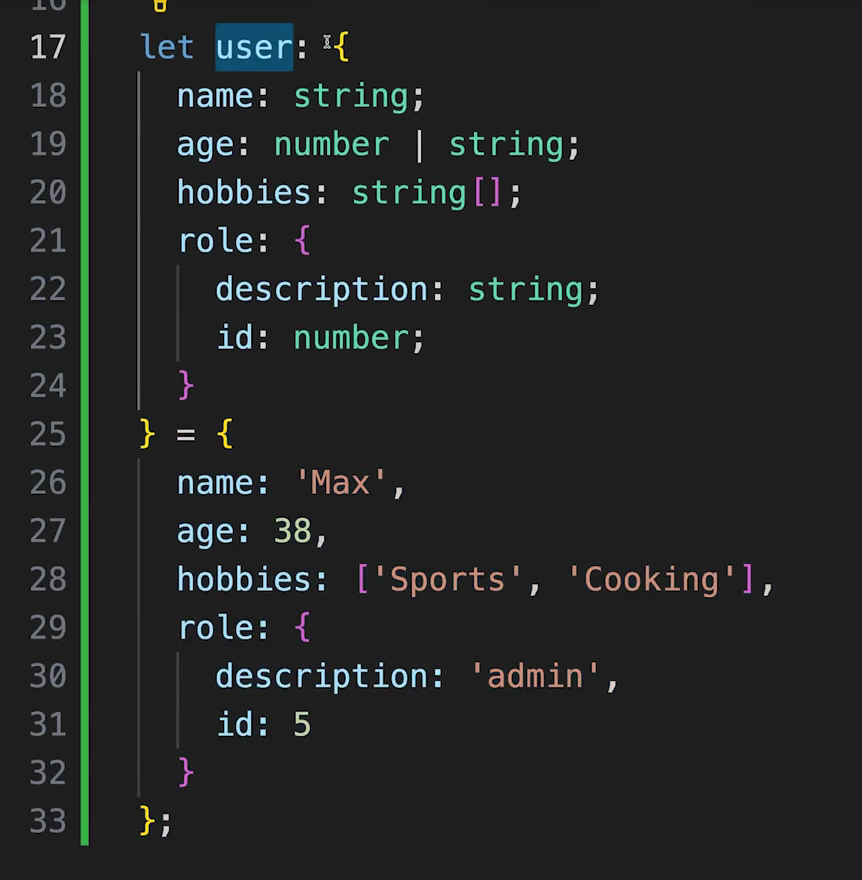 16
17 let user: {
18 name: string;
19 age: number | string;
20 hobbies: string[];
21 role: {
22 description: string;
23 id: number;
24 }
25 } = {
26 name: 'Max',
27 age: 38,
28 hobbies: ['Sports', 'Cooking'],
29 role: {
30 description: 'admin',
31 id: 5
32 }
33 };